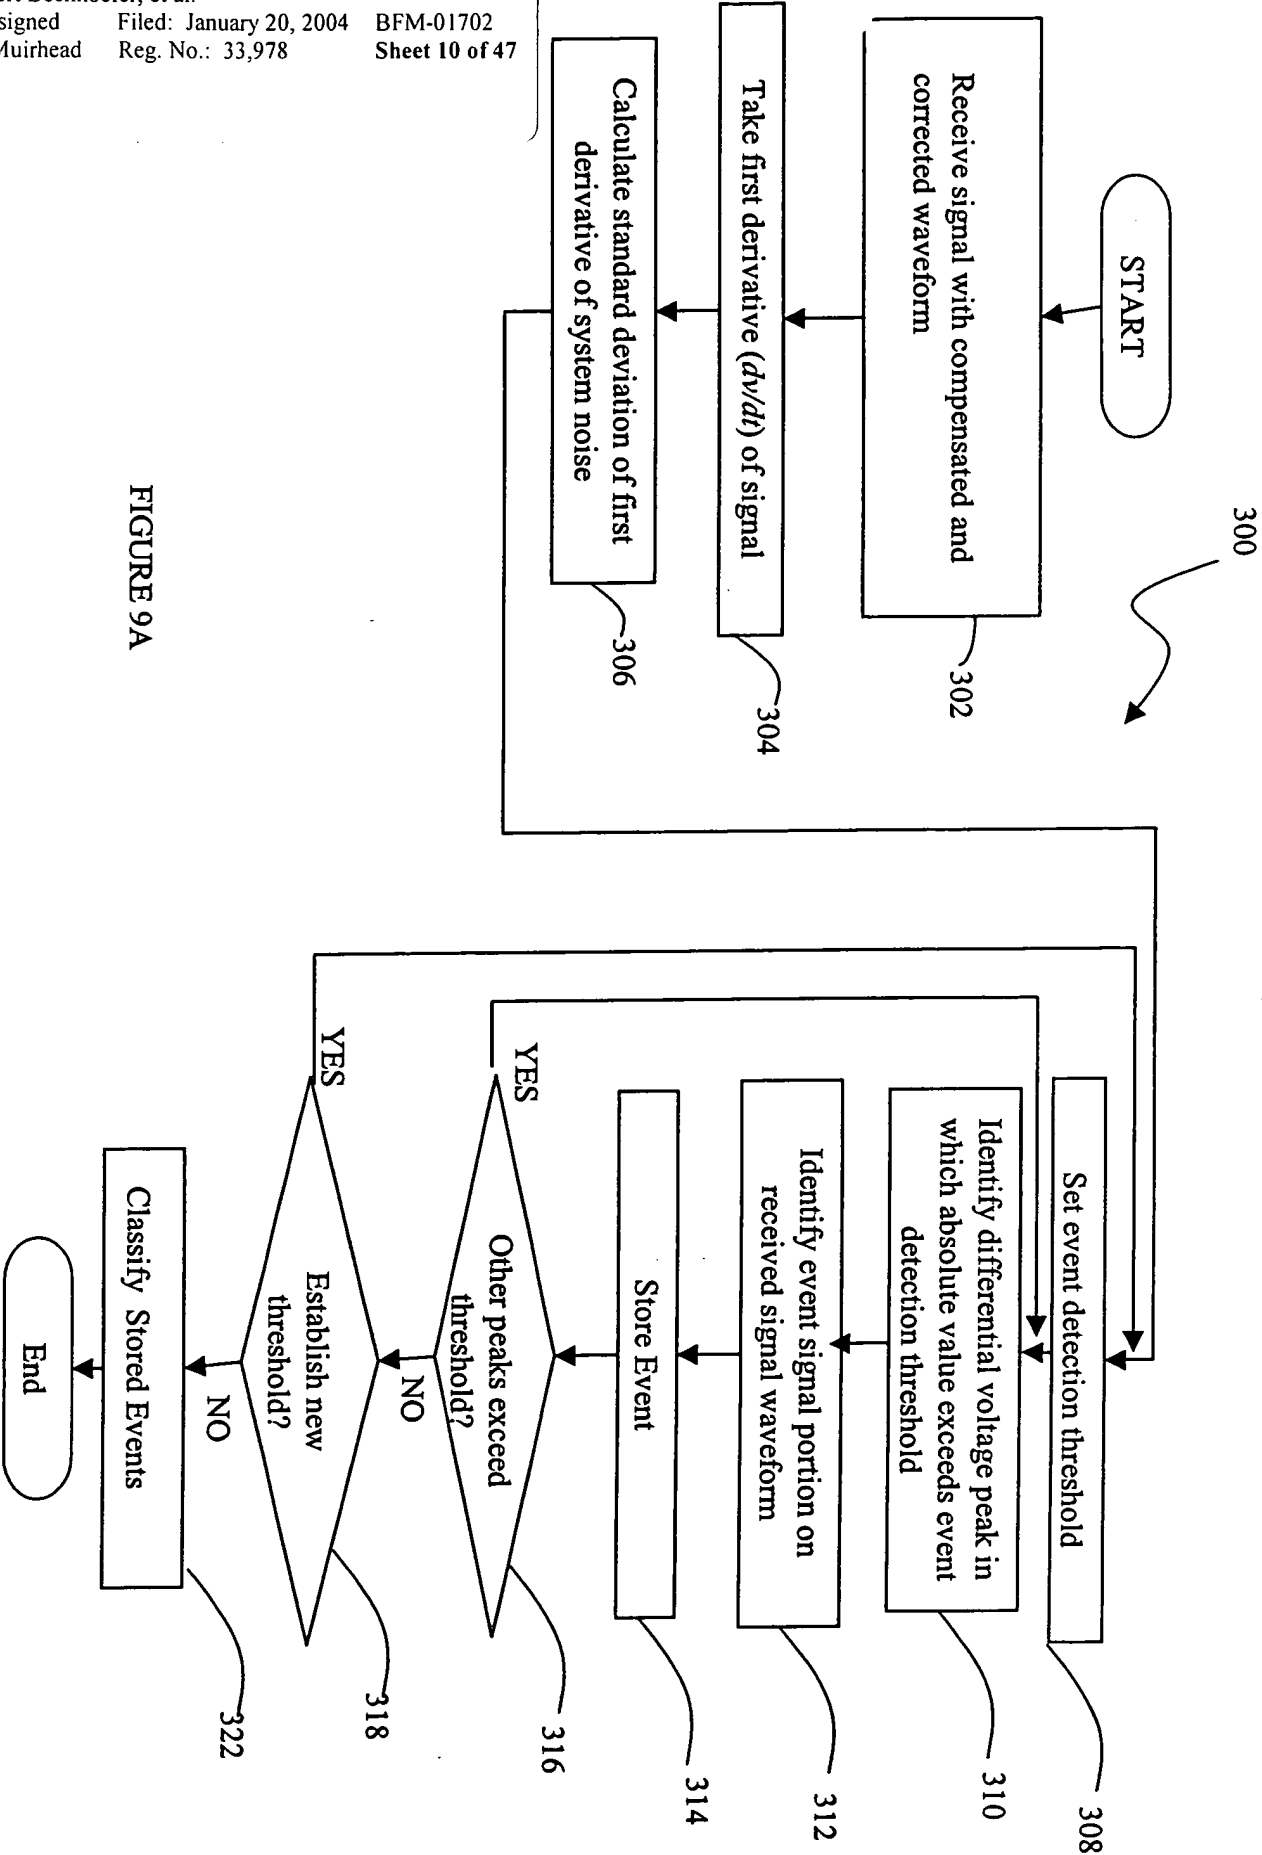 signed Filed: January 20, 2004 BFM-01702
Muirhead Reg. No.: 33,978 Sheet 10 of 47
300
START
Receive signal with compensated and
corrected waveform
302
Take first derivative (dv/dt) of signal
304
Calculate standard deviation of first
derivative of system noise
306
Set event detection threshold
308
Identify differential voltage peak in
which absolute value exceeds event
detection threshold
310
Identify event signal portion on
received signal waveform
312
Store Event
314
Other peaks exceed
threshold?
316
YES
NO
Establish new
threshold?
318
YES
NO
Classify Stored Events
322
End
FIGURE 9A